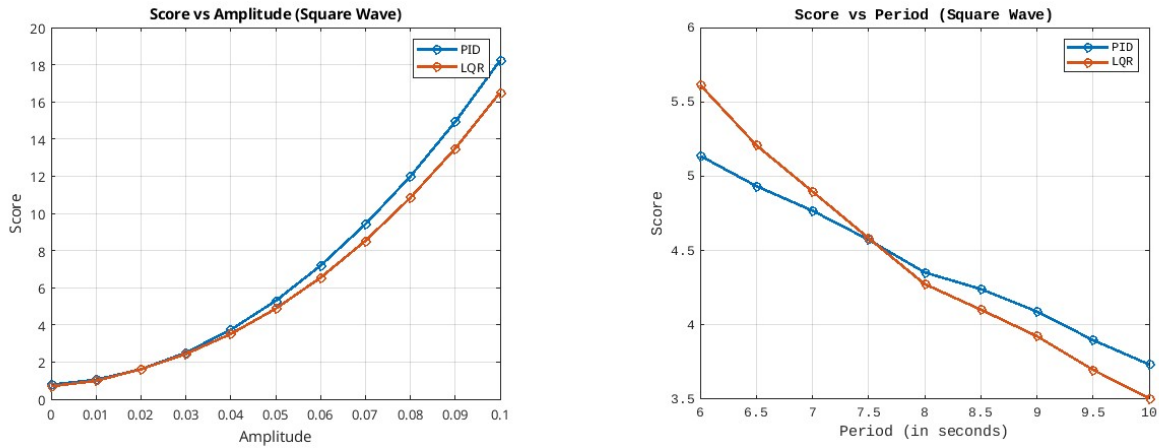 Score vs Amplitude (Square Wave)
20
18
16
14
12
10
8
6
4
2
0
Score
PID
LQR
0 0.01 0.02 0.03 0.04 0.05 0.06 0.07 0.08 0.09 0.1
Amplitude
Score vs Period (Square Wave)
6
5.5
5
4.5
4
3.5
Score
PID
LQR
6 6.5 7 7.5 8 8.5 9 9.5 10
Period (in seconds)